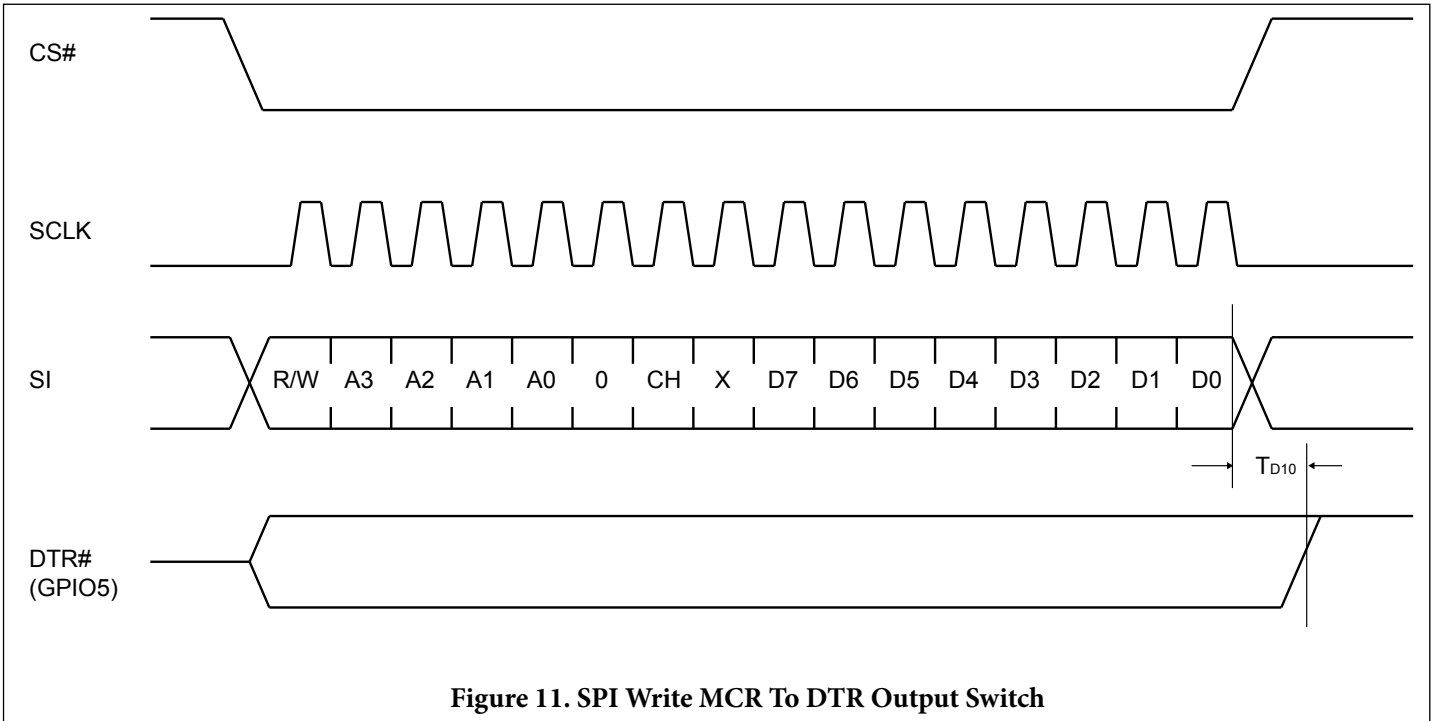 CS#
SCLK
SI
R/W A3 A2 A1 A0 0 CH X D7 D6 D5 D4 D3 D2 D1 D0
TD10
DTR#
(GPIO5)
Figure 11. SPI Write MCR To DTR Output Switch